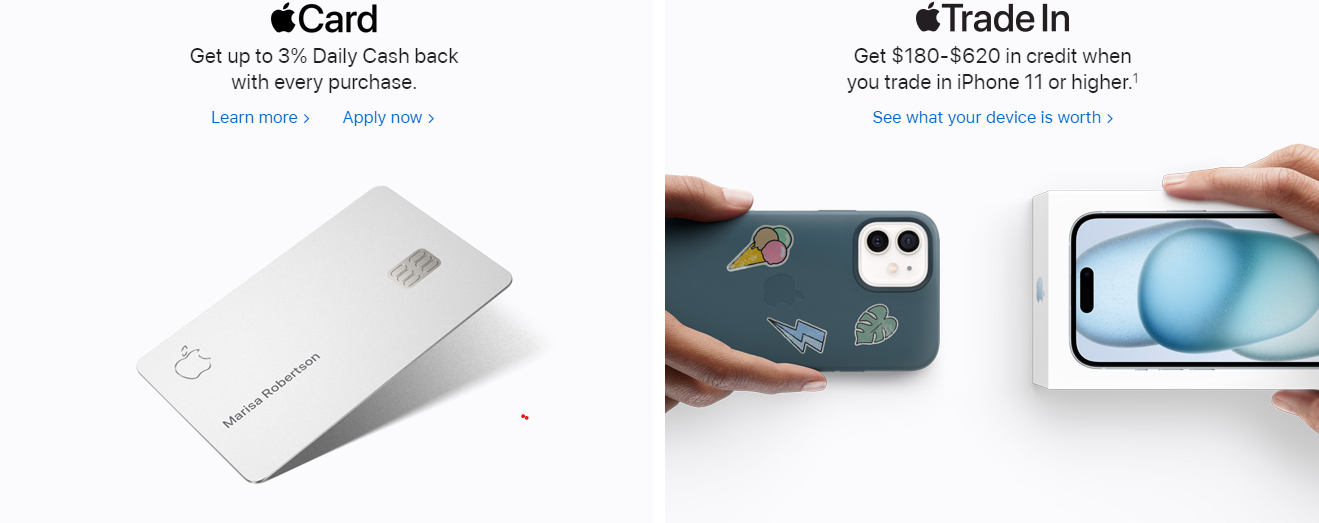 Card
Get up to 3% Daily Cash back
with every purchase.
Learn more >
Apply now >
Marisa Robertson
Trade In
Get $180-$620 in credit when
you trade in iPhone 11 or higher.¹
See what your device is worth >